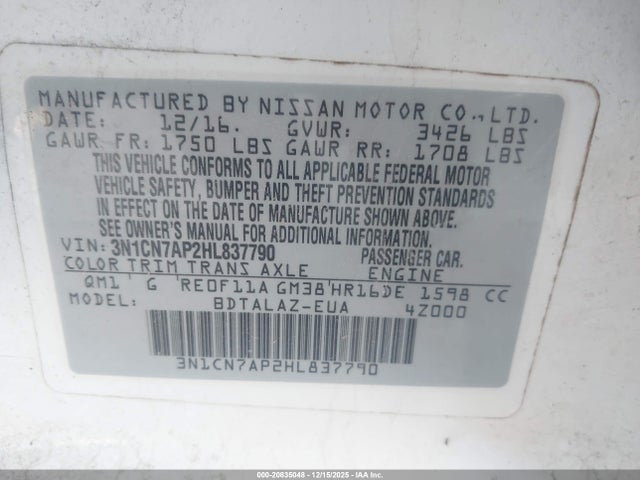 MANUFACTURED BY NISSAN MOTOR CO., LTD.
DATE: 12/16. GVWR: 3426 LBS
GAWR FR: 1750 LBS GAWR RR: 1708 LBS
THIS VEHICLE CONFORMS TO ALL APPLICABLE FEDERAL MOTOR
VEHICLE SAFETY, BUMPER AND THEFT PREVENTION STANDARDS
IN EFFECT ON THE DATE OF MANUFACTURE SHOWN ABOVE.
SEE OWNER'S MANUAL FOR ADDITIONAL INFORMATION.
VIN: 3N1CN7AP2HL837790 PASSENGER CAR.
COLOR TRIM TRANS AXLE ENGINE
QM1 G RE0F11A GM38 HR16DE 1598 CC
MODEL: BDTALAZ-EUA 4Z000
3N1CN7AP2HL837790
000-20835048 - 12/15/2025 - IAA Inc.